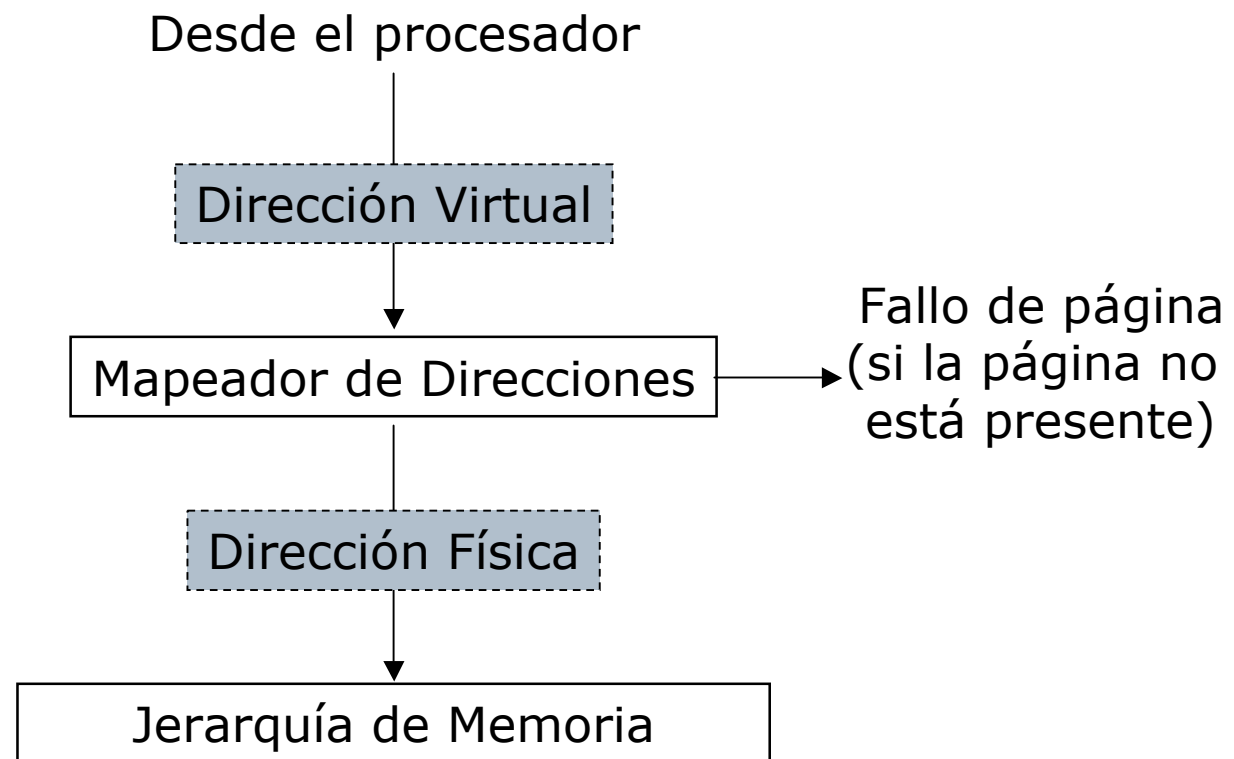 Desde el procesador
Dirección Virtual
Mapeador de Direcciones
Fallo de página
(si la página no
está presente)
Dirección Física
Jerarquía de Memoria